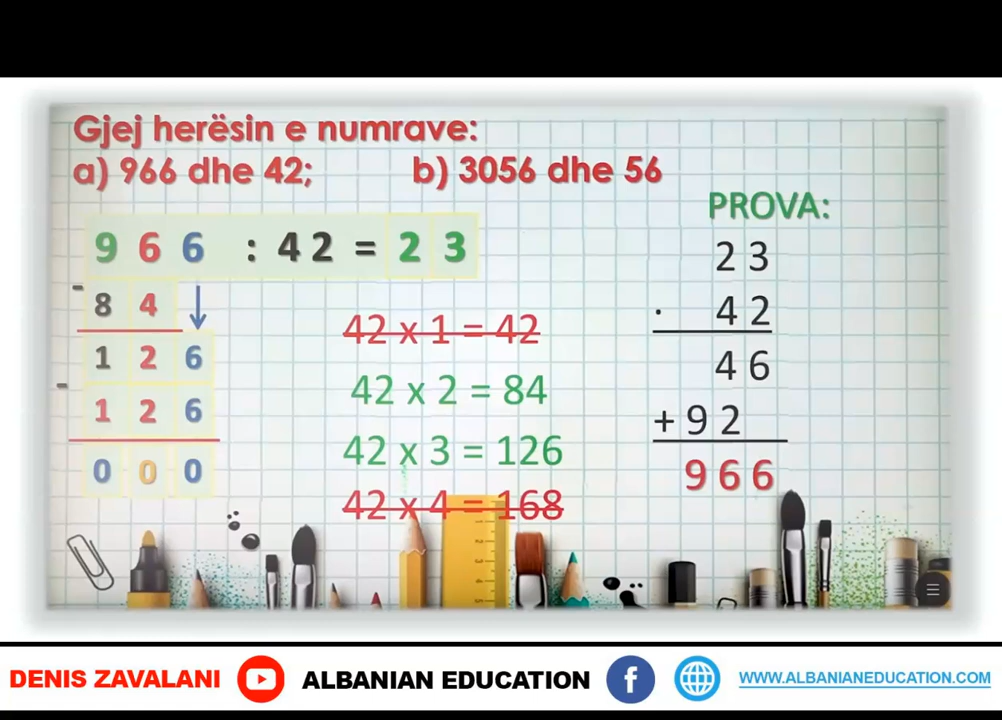 Gjej herësin e numrave:
a) 966 dhe 42; b) 3056 dhe 56
9 6 6 : 4 2 = 2 3
- 8 4
1 2 6
- 1 2 6
0 0 0
42 x 1 = 42
42 x 2 = 84
42 x 3 = 126
42 x 4 = 168
PROVA:
2 3
· 4 2
4 6
+ 9 2
9 6 6
DENIS ZAVALANI ALBANIAN EDUCATION f WWW.ALBANIANEDUCATION.COM